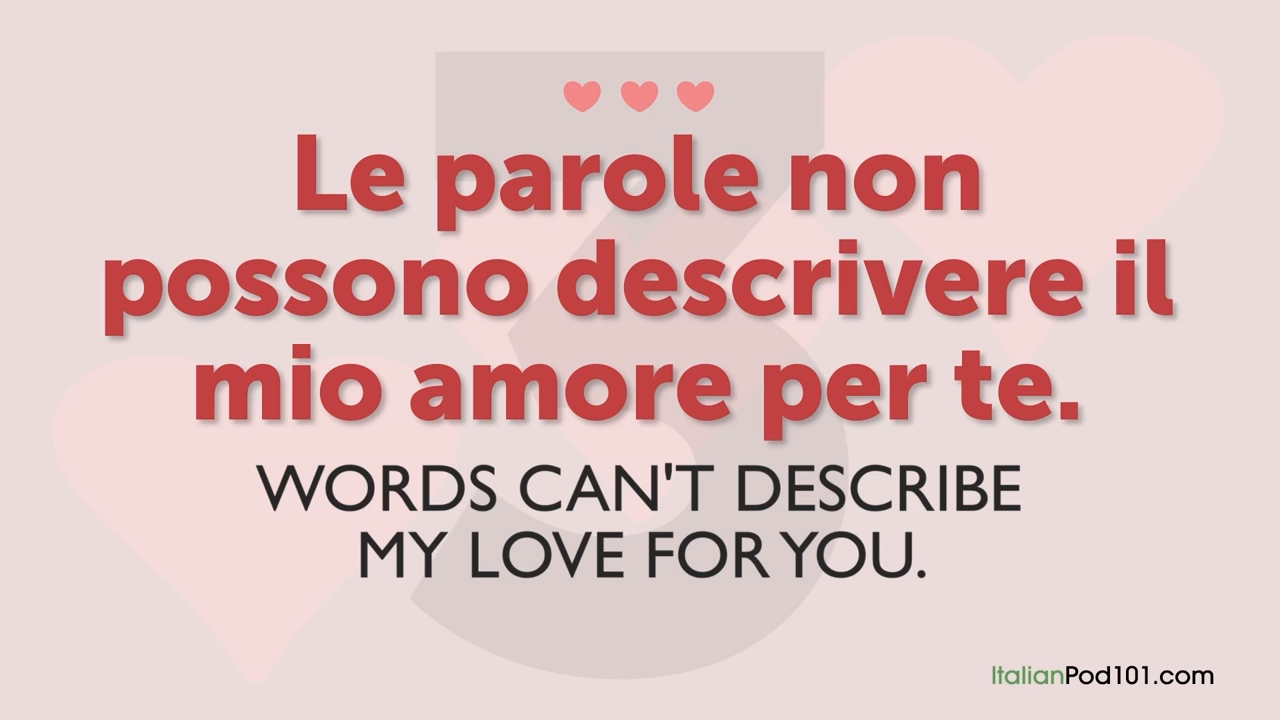 3
Le parole non
possono descrivere il
mio amore per te.
WORDS CAN'T DESCRIBE
MY LOVE FOR YOU.
ItalianPod101.com